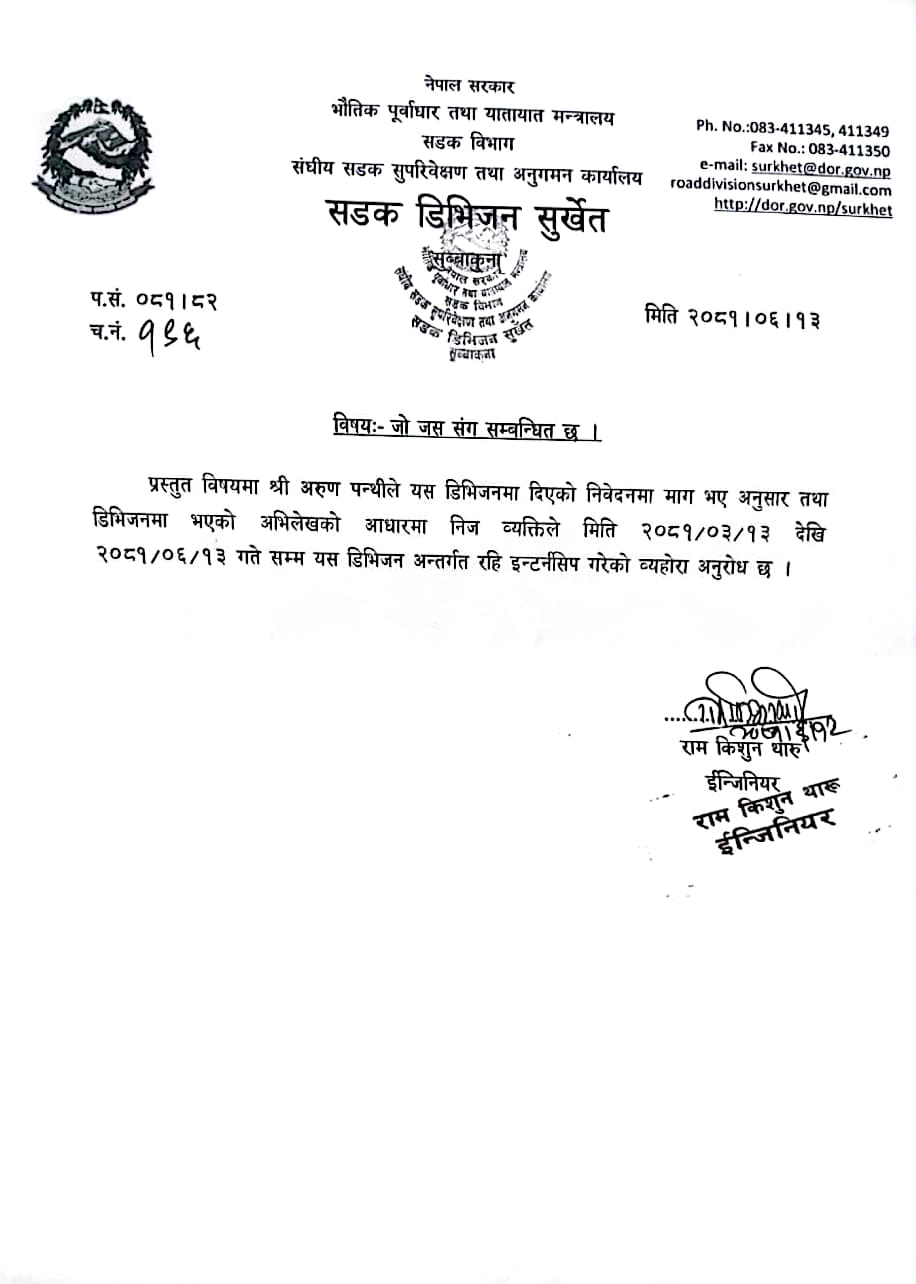 नेपाल सरकार
भौतिक पूर्वाधार तथा यातायात मन्त्रालय
सडक विभाग
संघीय सडक सुपरिवेक्षण तथा अनुगमन कार्यालय
सडक डिभिजन सुर्खेत
सुब्बाकुना
Ph. No.:083-411345, 411349
Fax No.: 083-411350
e-mail: surkhet@dor.gov.np
roaddivisionsurkhet@gmail.com
http://dor.gov.np/surkhet
नेपाल सरकार
भौतिक पूर्वाधार तथा यातायात मन्त्रालय
सडक विभाग
संघीय सडक सुपरिवेक्षण तथा अनुगमन कार्यालय
सडक डिभिजन सुर्खेत
सुब्बाकुना
प.सं. ०८१।८२
च.नं. १९६
मिति २०८१।०६।१३
विषयः- जो जस संग सम्बन्धित छ ।
प्रस्तुत विषयमा श्री अरुण पन्थीले यस डिभिजनमा दिएको निवेदनमा माग भए अनुसार तथा
डिभिजनमा भएको अभिलेखको आधारमा निज व्यक्तिले मिति २०८१/०३/१३ देखि
२०८१/०६/१३ गते सम्म यस डिभिजन अन्तर्गत रहि इन्टर्नसिप गरेको व्यहोरा अनुरोध छ ।
राम किशुन थारु
ईन्जिनियर
राम किशुन थारू
ईन्जिनियर